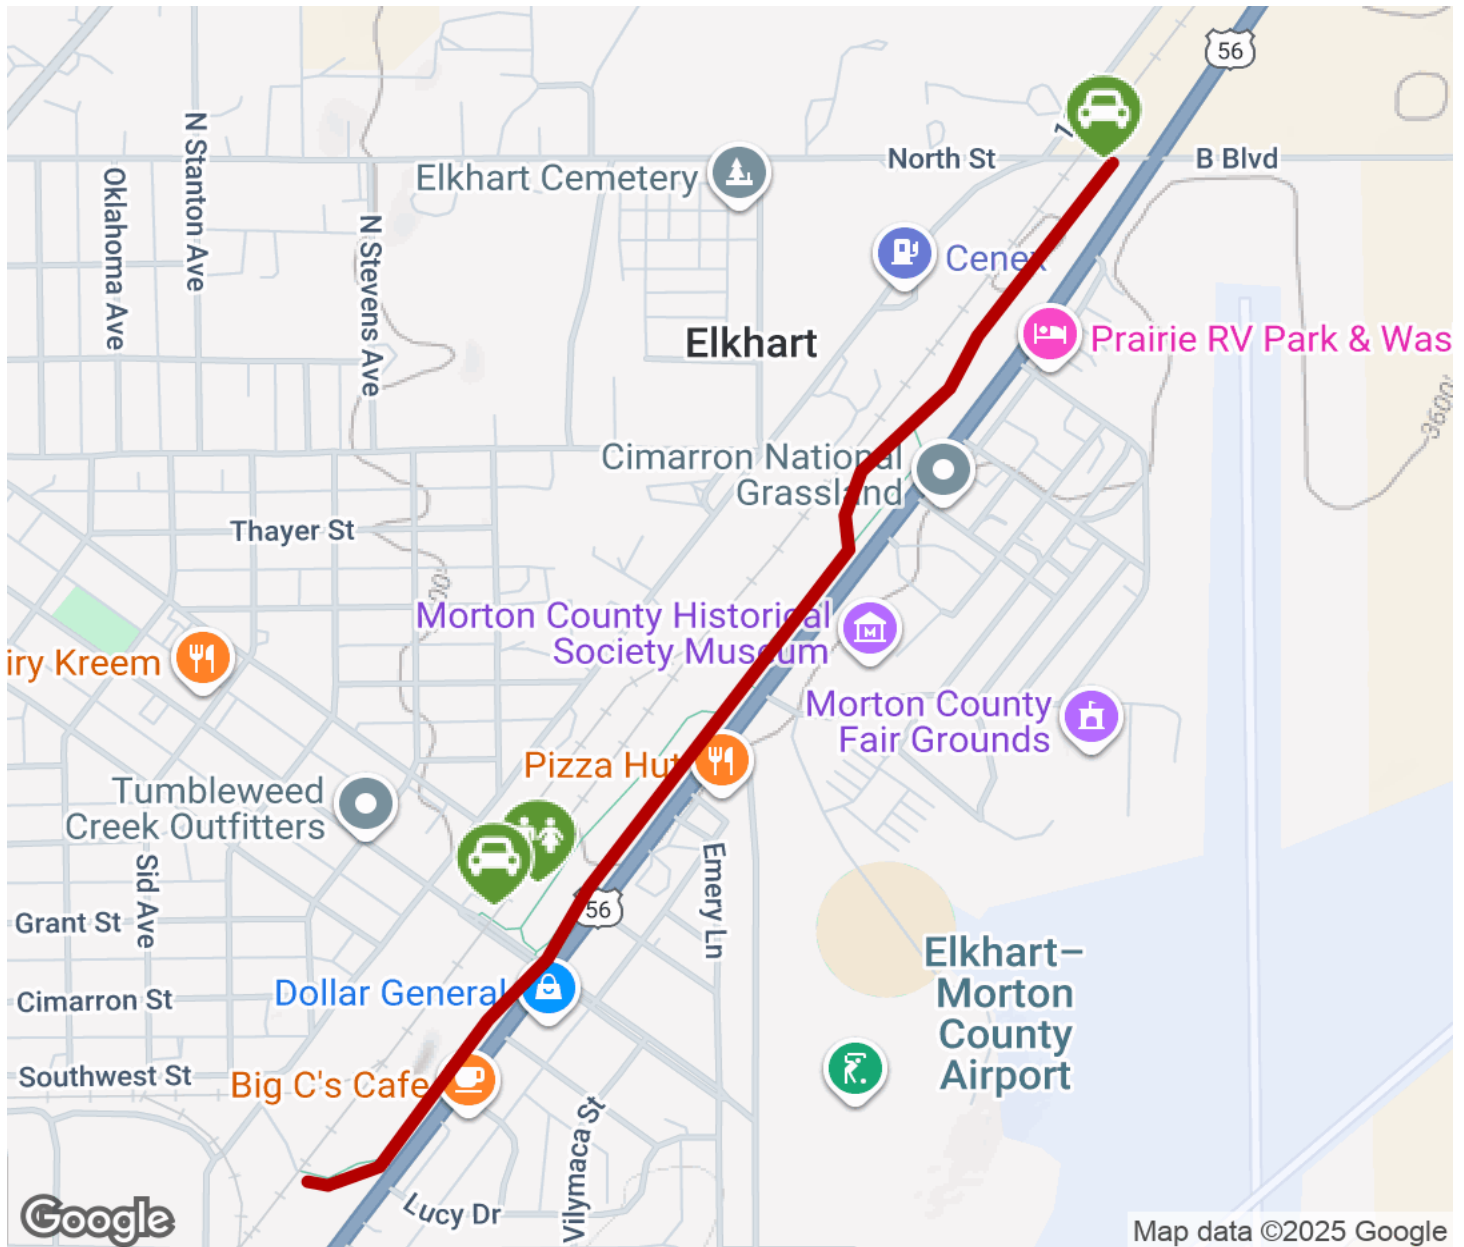 56
North St
B Blvd
1
N Stanton Ave
Oklahoma Ave
Elkhart Cemetery
N Stevens Ave
Cenex
Elkhart
Prairie RV Park & Was
3600
Cimarron National
Grassland
Thayer St
Morton County Historical
Society Museum
iry Kreem
Morton County
Fair Grounds
Pizza Hut
Tumbleweed
Creek Outfitters
Emery Ln
Sid Ave
56
Grant St
Elkhart–
Morton
County
Airport
Dollar General
Cimarron St
Southwest St
Big C's Cafe
Vilymaca St
Lucy Dr
Google
Map data ©2025 Google